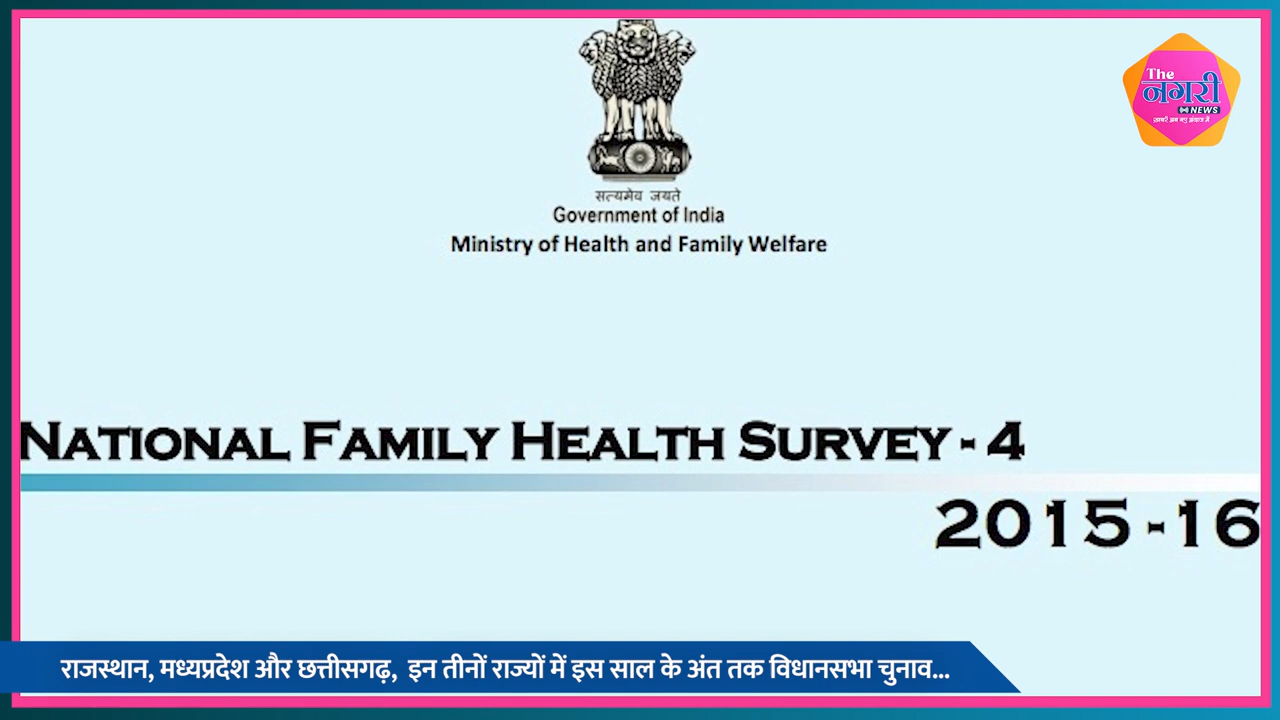 The
नगरी
NEWS
सत्यमेव जयते
Government of India
Ministry of Health and Family Welfare
NATIONAL FAMILY HEALTH SURVEY - 4
2015 -16
राजस्थान, मध्यप्रदेश और छत्तीसगढ़, इन तीनों राज्यों में इस साल के अंत तक विधानसभा चुनाव...